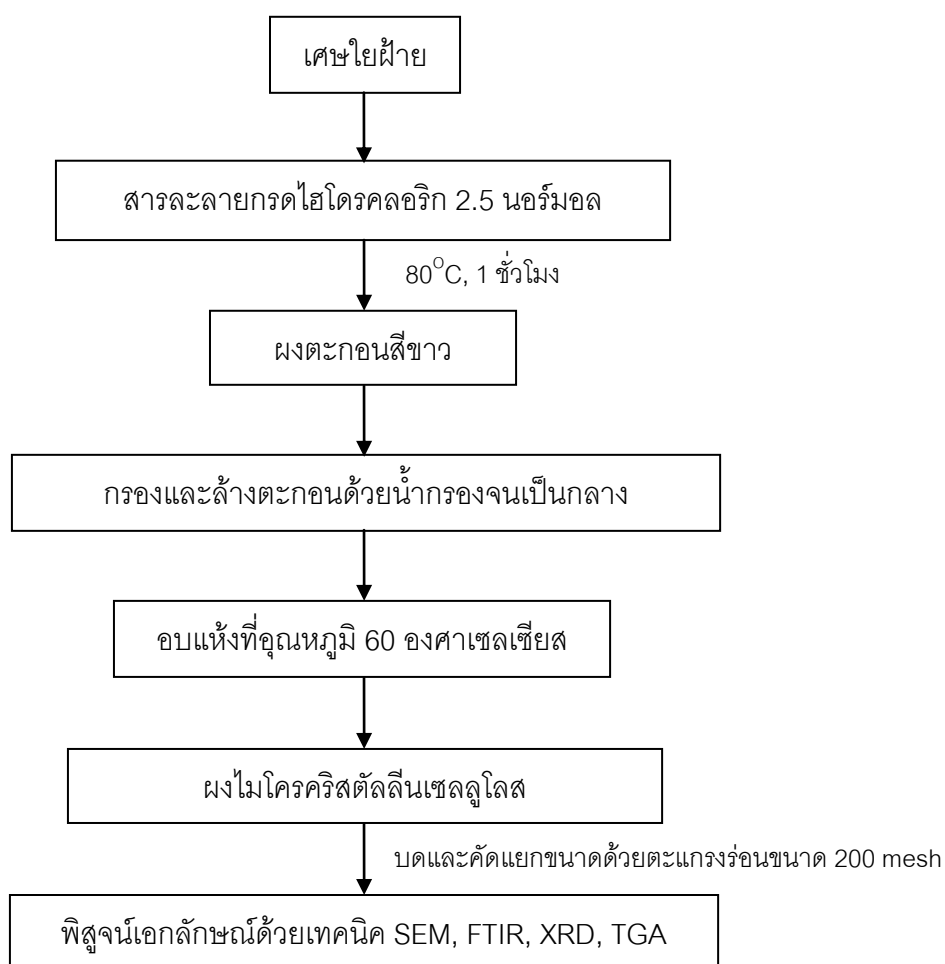 เศษใยฝ้าย
สารละลายกรดไฮโดรคลอริก 2.5 นอร์มอล
80°C, 1 ชั่วโมง
ผงตะกอนสีขาว
กรองและล้างตะกอนด้วยน้ำกรองจนเป็นกลาง
อบแห้งที่อุณหภูมิ 60 องศาเซลเซียส
ผงไมโครคริสตัลลีนเซลลูโลส
บดและคัดแยกขนาดด้วยตะแกรงร่อนขนาด 200 mesh
พิสูจน์เอกลักษณ์ด้วยเทคนิค SEM, FTIR, XRD, TGA